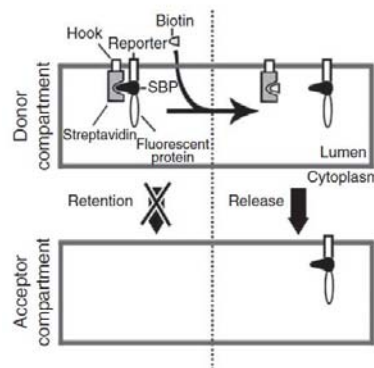 Biotin
Hook
Reporter
SBP
Streptavidin
Fluorescent
protein
Donor
compartment
Lumen
Cytoplasm
Retention
Release
Acceptor
compartment